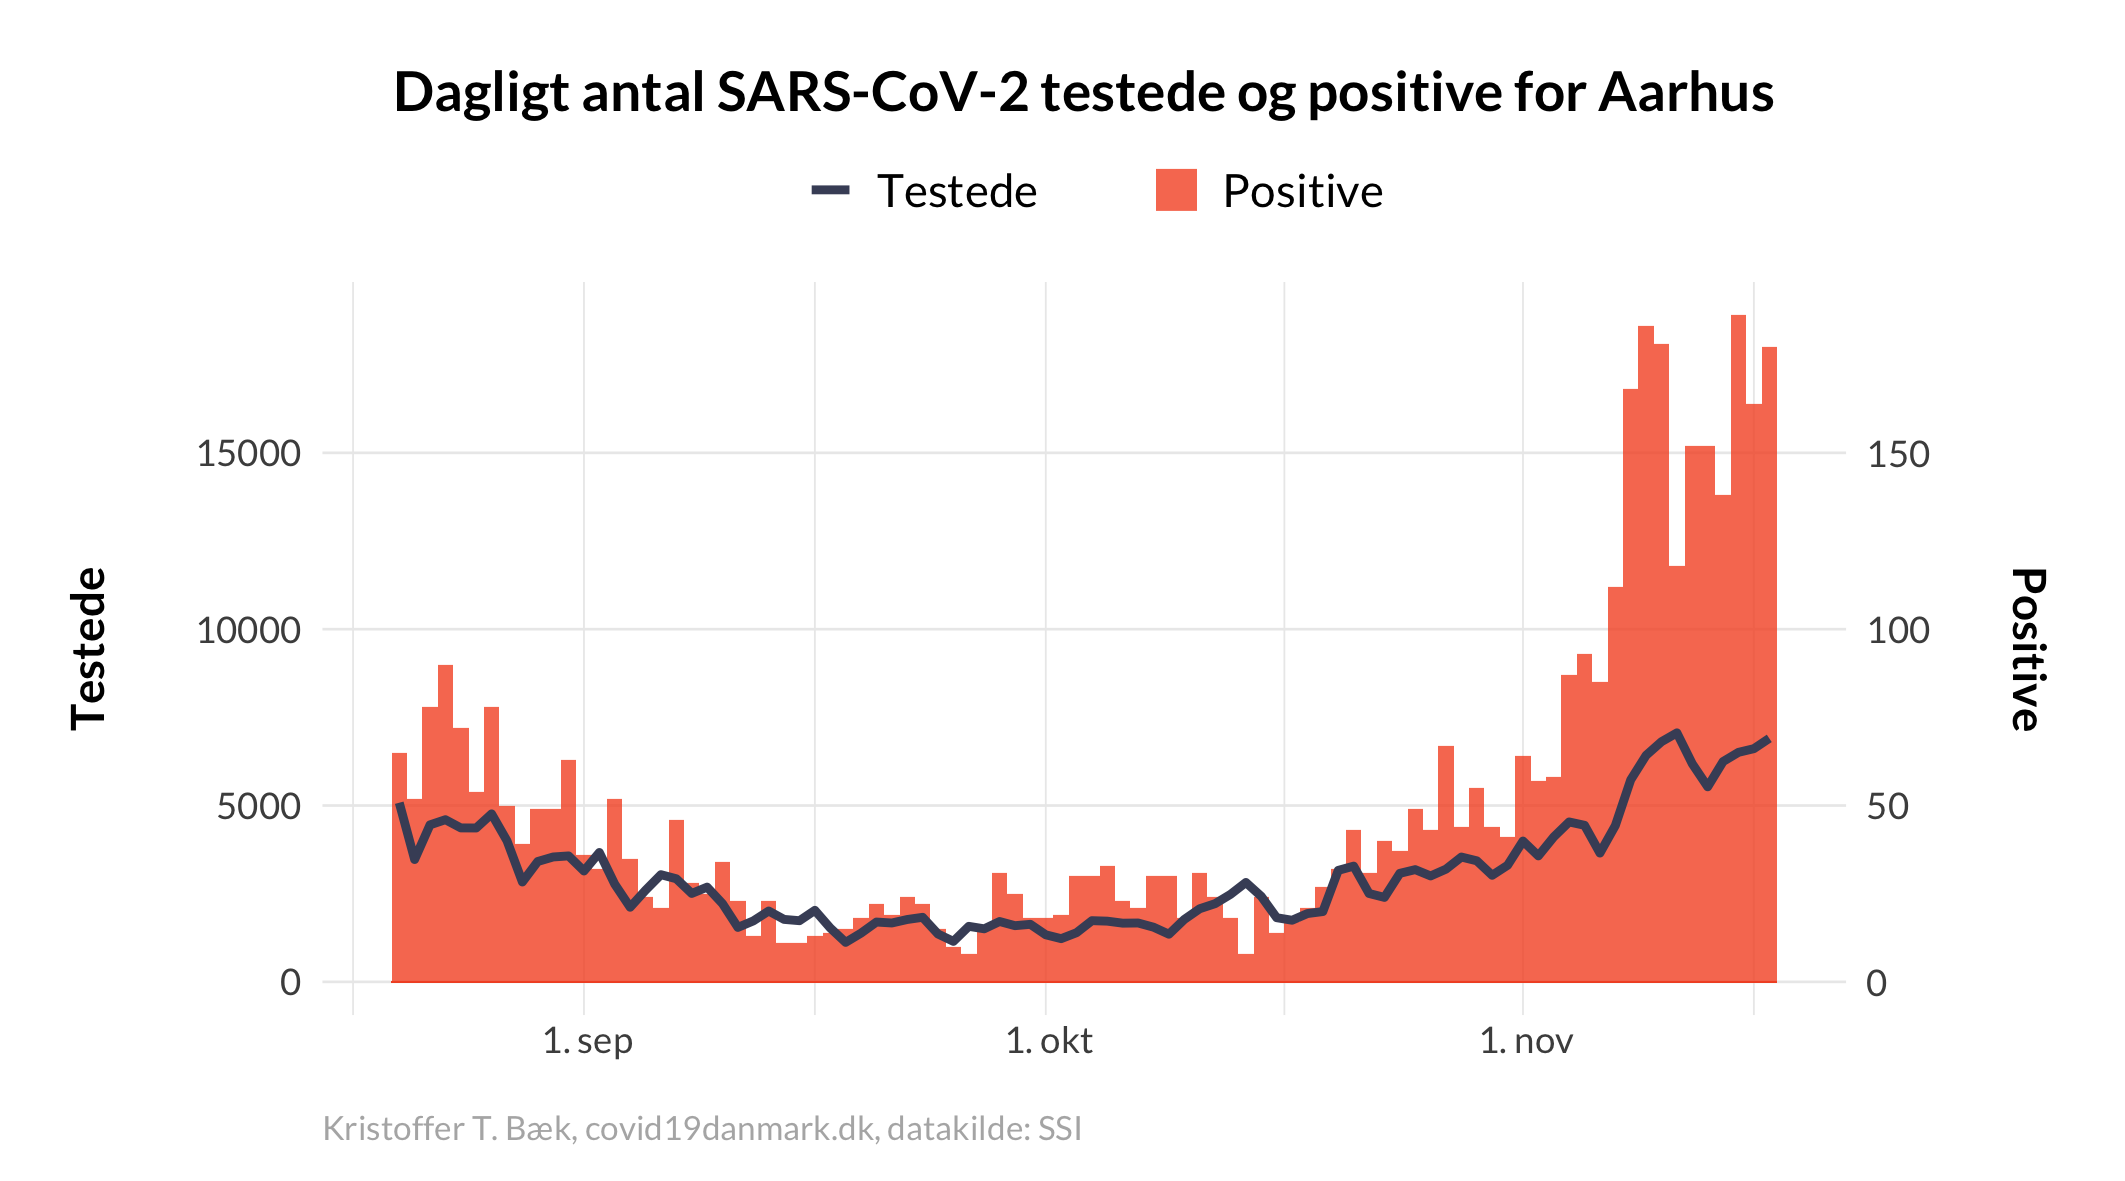 Dagligt antal SARS-CoV-2 testede og positive for Aarhus
Testede
Positive
15000
10000
5000
0
150
100
50
0
Testede
Positive
1. sep
1. okt
1. nov
Kristoffer T. Bæk, covid19danmark.dk, datakilde: SSI